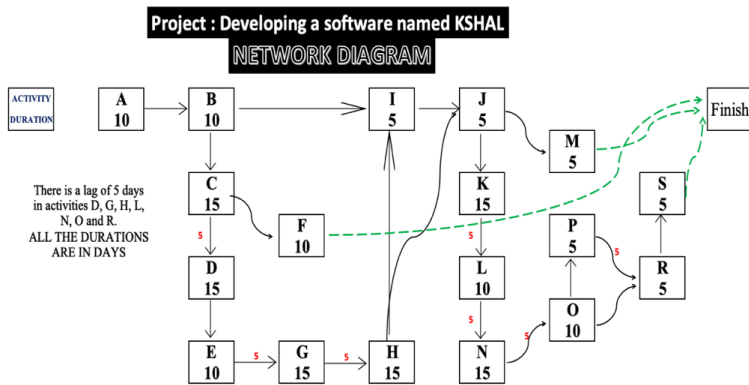 Project : Developing a software named KSHAL
NETWORK DIAGRAM
ACTIVITY
DURATION
A
10
B
10
I
5
J
5
Finish
M
5
There is a lag of 5 days
in activities D, G, H, L,
N, O and R.
ALL THE DURATIONS
ARE IN DAYS
C
15
K
15
S
5
F
10
P
5
5
5
5
D
15
L
10
R
5
5
5
O
10
E
10
5
G
15
5
H
15
N
15